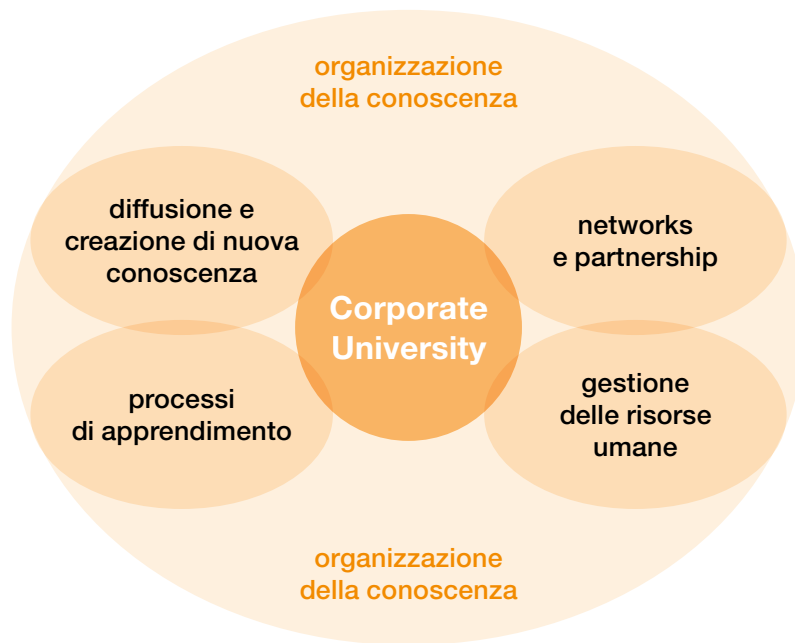 organizzazione
della conoscenza
diffusione e
creazione di nuova
conoscenza
networks
e partnership
Corporate
University
processi
di apprendimento
gestione
delle risorse
umane
organizzazione
della conoscenza